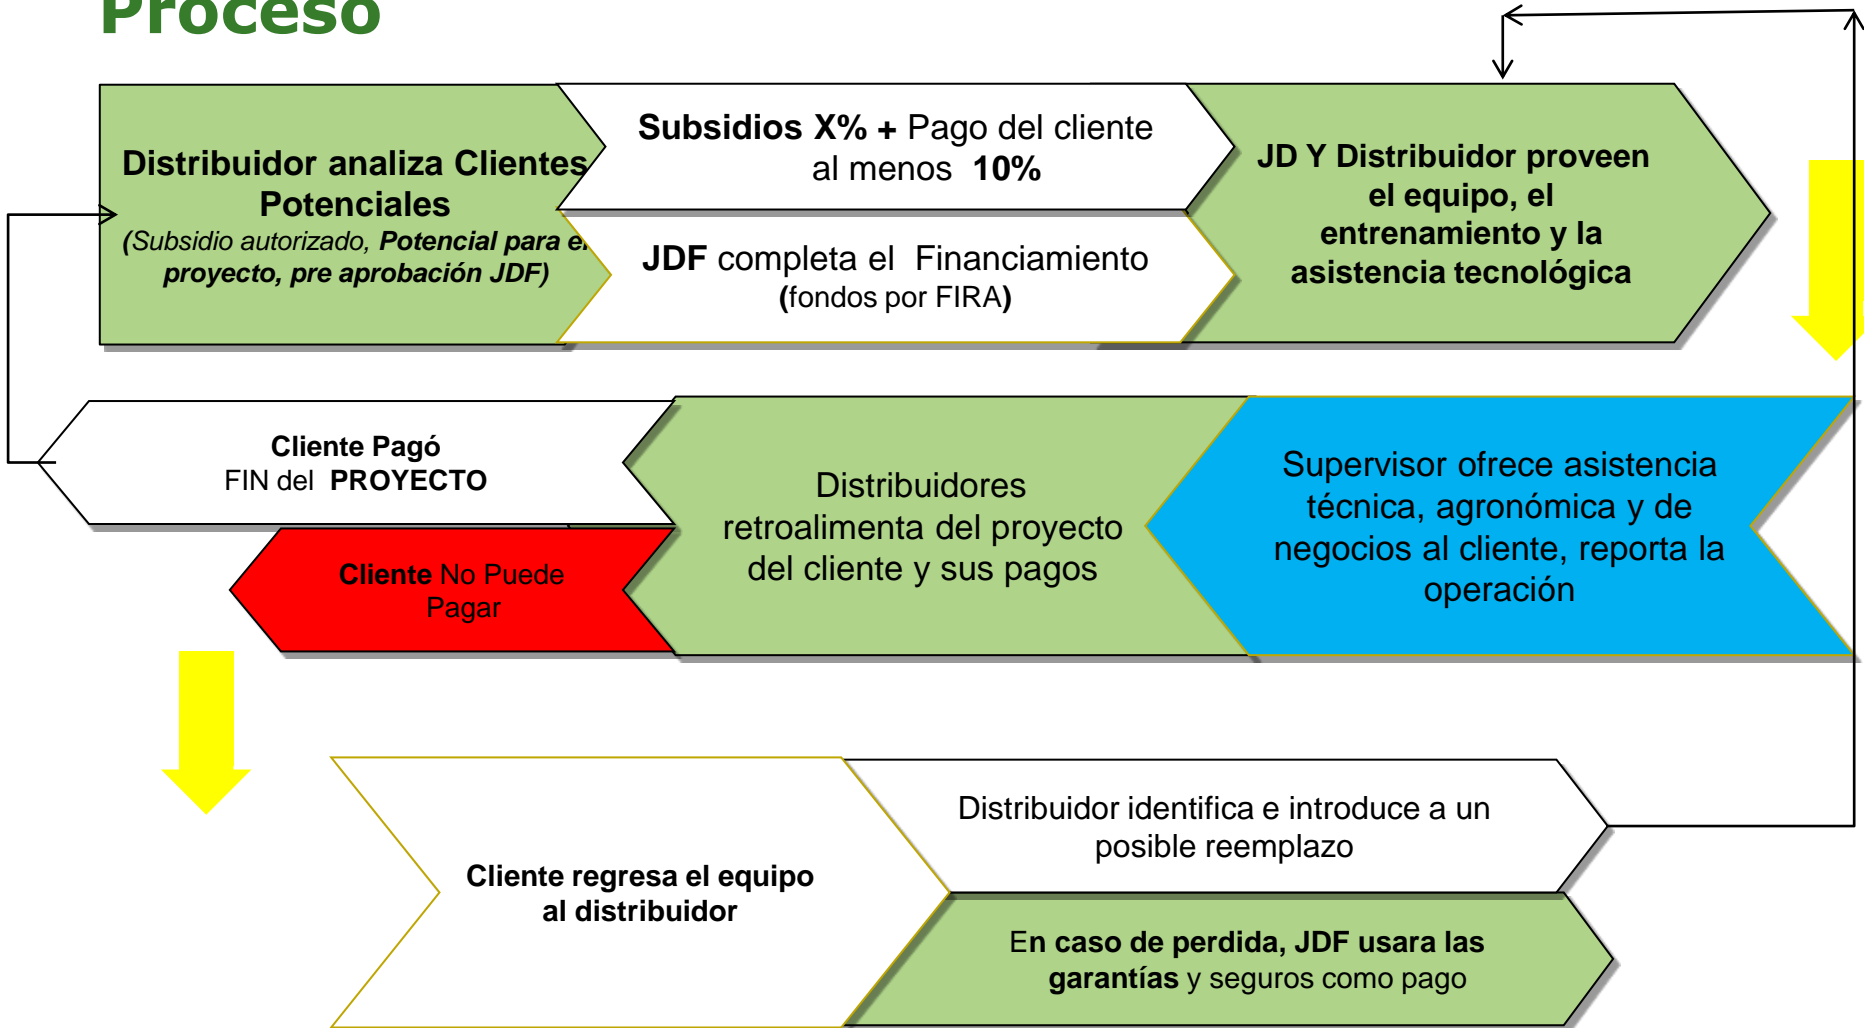 Proceso
Distribuidor analiza Clientes
Potenciales
(Subsidio autorizado, Potencial para el
proyecto, pre aprobación JDF)
Subsidios X% + Pago del cliente
al menos 10%
JDF completa el Financiamiento
(fondos por FIRA)
JD Y Distribuidor proveen
el equipo, el
entrenamiento y la
asistencia tecnológica
Cliente Pagó
FIN del PROYECTO
Cliente No Puede
Pagar
Distribuidores
retroalimenta del proyecto
del cliente y sus pagos
Supervisor ofrece asistencia
técnica, agronómica y de
negocios al cliente, reporta la
operación
Cliente regresa el equipo
al distribuidor
Distribuidor identifica e introduce a un
posible reemplazo
En caso de perdida, JDF usara las
garantías y seguros como pago